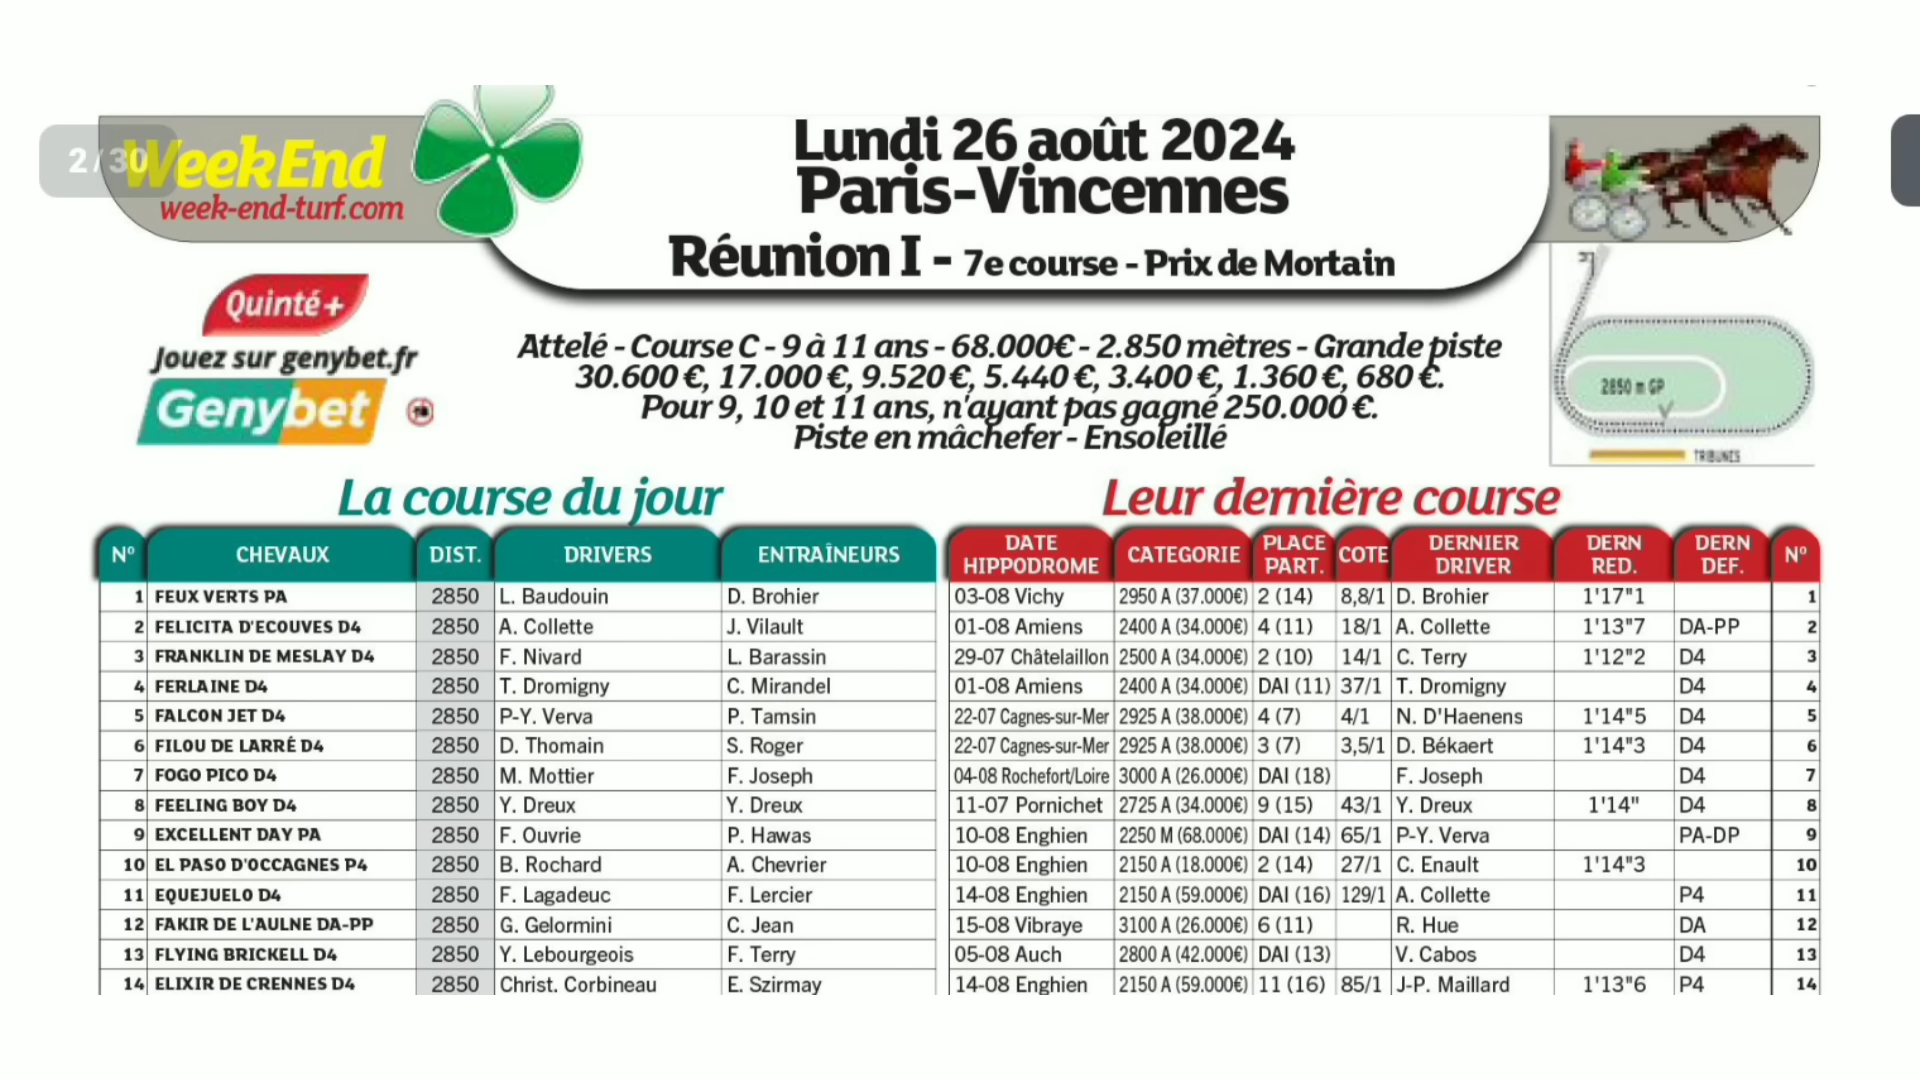 2/30
WeekEnd
week-end-turf.com
Lundi 26 août 2024
Paris-Vincennes
Réunion I - 7e course - Prix de Mortain
Quinté+
Jouez sur genybet.fr
Genybet
Attelé - Course C - 9 à 11 ans - 68.000€ - 2.850 mètres - Grande piste
30.600 €, 17.000 €, 9.520 €, 5.440 €, 3.400 €, 1.360 €, 680 €.
Pour 9, 10 et 11 ans, n'ayant pas gagné 250.000 €.
Piste en mâchefer - Ensoleillé
2850 m GP
TRIBUNES
La course du jour
Leur dernière course
N° CHEVAUX DIST. DRIVERS ENTRAÎNEURS DATE HIPPODROME CATEGORIE PLACE PART. COTE DERNIER DRIVER DERN RED. DERN DEF. N°
1 FEUX VERTS PA 2850 L. Baudouin D. Brohier 03-08 Vichy 2950 A (37.000€) 2 (14) 8,8/1 D. Brohier 1'17"1 1
2 FELICITA D'ECOUVES D4 2850 A. Collette J. Vilault 01-08 Amiens 2400 A (34.000€) 4 (11) 18/1 A. Collette 1'13"7 DA-PP 2
3 FRANKLIN DE MESLAY D4 2850 F. Nivard L. Barassin 29-07 Châtelaillon 2500 A (34.000€) 2 (10) 14/1 C. Terry 1'12"2 D4 3
4 FERLAINE D4 2850 T. Dromigny C. Mirandel 01-08 Amiens 2400 A (34.000€) DAI (11) 37/1 T. Dromigny D4 4
5 FALCON JET D4 2850 P-Y. Verva P. Tamsin 22-07 Cagnes-sur-Mer 2925 A (38.000€) 4 (7) 4/1 N. D'Haenens 1'14"5 D4 5
6 FILOU DE LARRÉ D4 2850 D. Thomain S. Roger 22-07 Cagnes-sur-Mer 2925 A (38.000€) 3 (7) 3,5/1 D. Békaert 1'14"3 D4 6
7 FOGO PICO D4 2850 M. Mottier F. Joseph 04-08 Rochefort/Loire 3000 A (26.000€) DAI (18) F. Joseph D4 7
8 FEELING BOY D4 2850 Y. Dreux Y. Dreux 11-07 Pornichet 2725 A (34.000€) 9 (15) 43/1 Y. Dreux 1'14" D4 8
9 EXCELLENT DAY PA 2850 F. Ouvrie P. Hawas 10-08 Enghien 2250 M (68.000€) DAI (14) 65/1 P-Y. Verva PA-DP 9
10 EL PASO D'OCCAGNES P4 2850 B. Rochard A. Chevrier 10-08 Enghien 2150 A (18.000€) 2 (14) 27/1 C. Enault 1'14"3 10
11 EQUEJUELO D4 2850 F. Lagadeuc F. Lercier 14-08 Enghien 2150 A (59.000€) DAI (16) 129/1 A. Collette P4 11
12 FAKIR DE L'AULNE DA-PP 2850 G. Gelormini C. Jean 15-08 Vibraye 3100 A (26.000€) 6 (11) R. Hue DA 12
13 FLYING BRICKELL D4 2850 Y. Lebourgeois F. Terry 05-08 Auch 2800 A (42.000€) DAI (13) V. Cabos D4 13
14 ELIXIR DE CRENNES D4 2850 Christ. Corbineau E. Szirmay 14-08 Enghien 2150 A (59.000€) 11 (16) 85/1 J-P. Maillard 1'13"6 P4 14